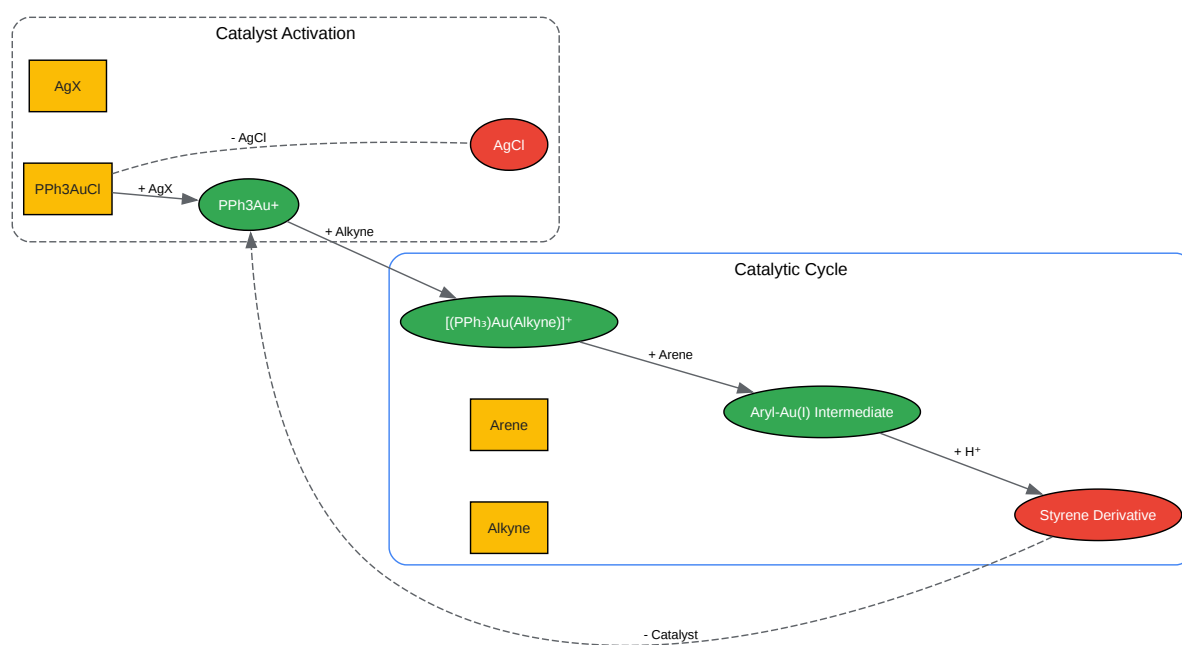 Catalyst Activation
AgX
- AgCl
AgCl
PPh3AuCl
+ AgX
PPh3Au+
+ Alkyne
Catalytic Cycle
[(PPh₃)Au(Alkyne)]⁺
+ Arene
Aryl-Au(I) Intermediate
Arene
+ H⁺
Alkyne
Styrene Derivative
- Catalyst